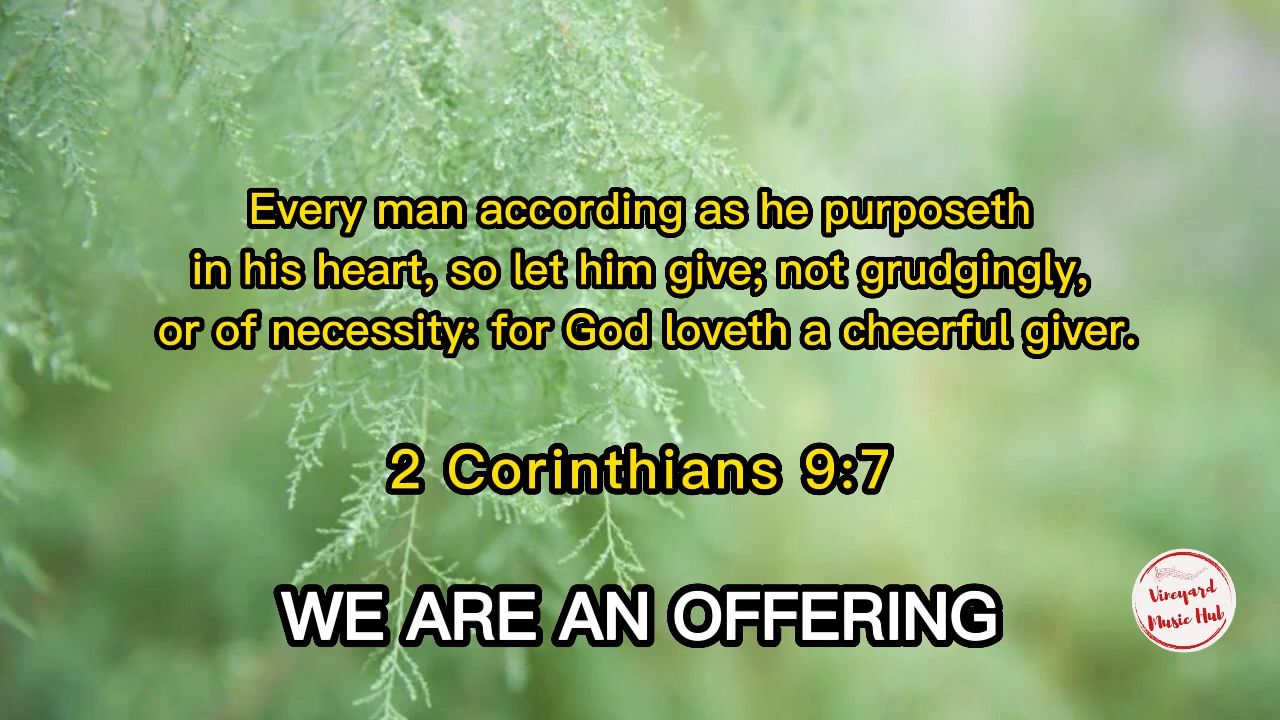 Every man according as he purposeth
in his heart, so let him give; not grudgingly,
or of necessity: for God loveth a cheerful giver.
2 Corinthians 9:7
WE ARE AN OFFERING
Vineyard
Music Hub